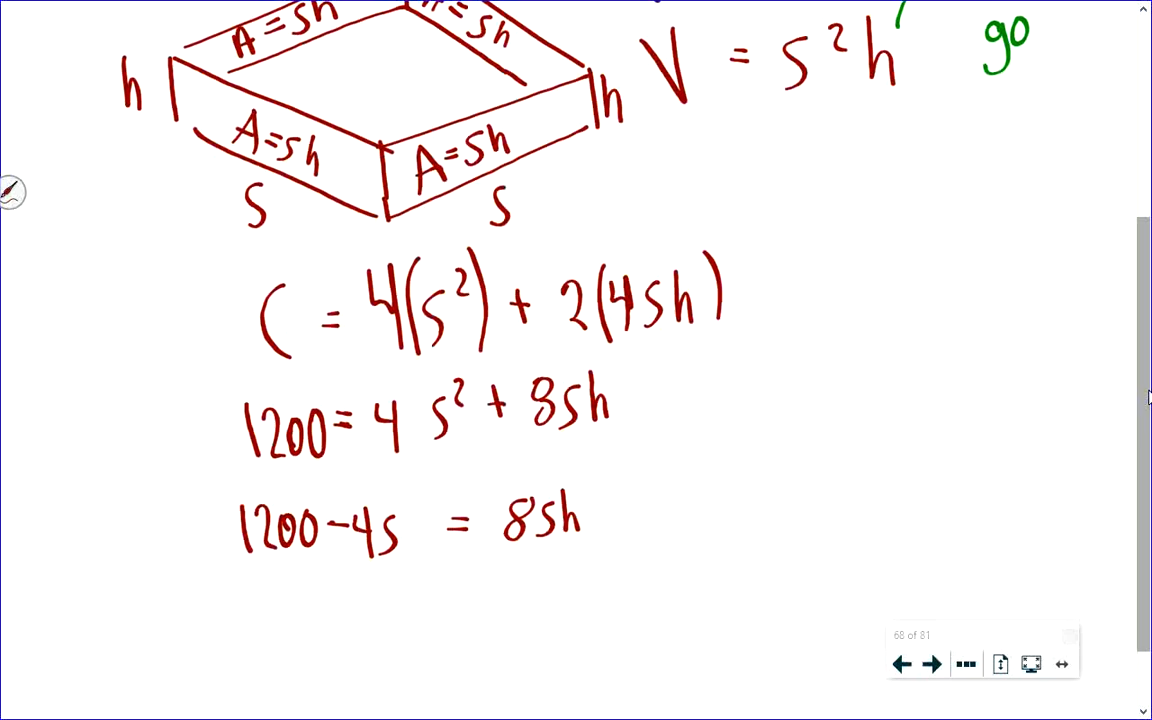 A = sh
A = sh
V = s²h
go
h
A = sh
A = sh
h
s
s
C = 4(s²) + 2(4sh)
1200 = 4 s² + 8sh
1200 - 4s = 8sh
68 of 81